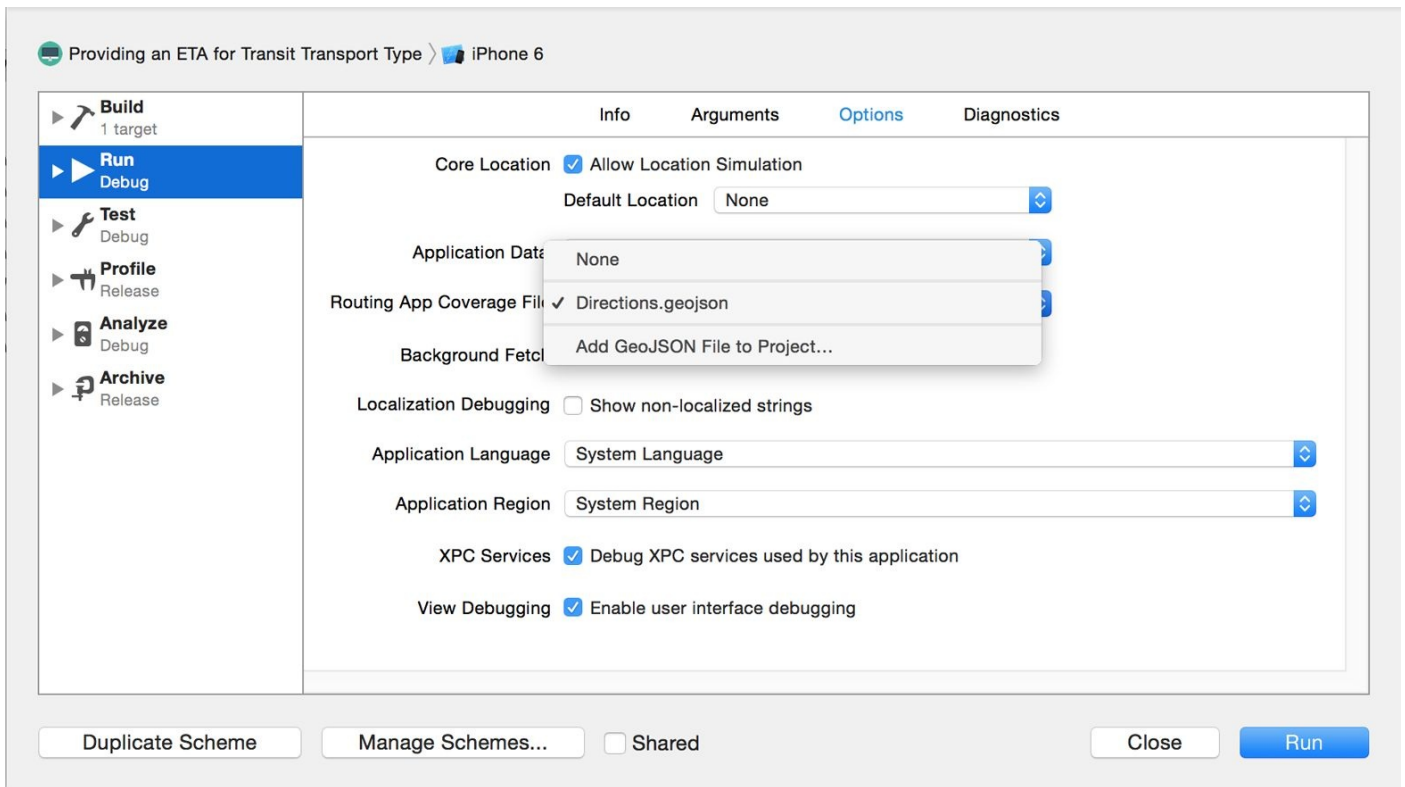 Providing an ETA for Transit Transport Type 〉 iPhone 6
Build
1 target
Run
Debug
Test
Debug
Profile
Release
Analyze
Debug
Archive
Release
Info Arguments Options Diagnostics
Core Location Allow Location Simulation
Default Location None
Application Data
None
Routing App Coverage Fil ✓ Directions.geojson
Add GeoJSON File to Project...
Background Fetc
Localization Debugging Show non-localized strings
Application Language System Language
Application Region System Region
XPC Services Debug XPC services used by this application
View Debugging Enable user interface debugging
Duplicate Scheme Manage Schemes... Shared Close Run